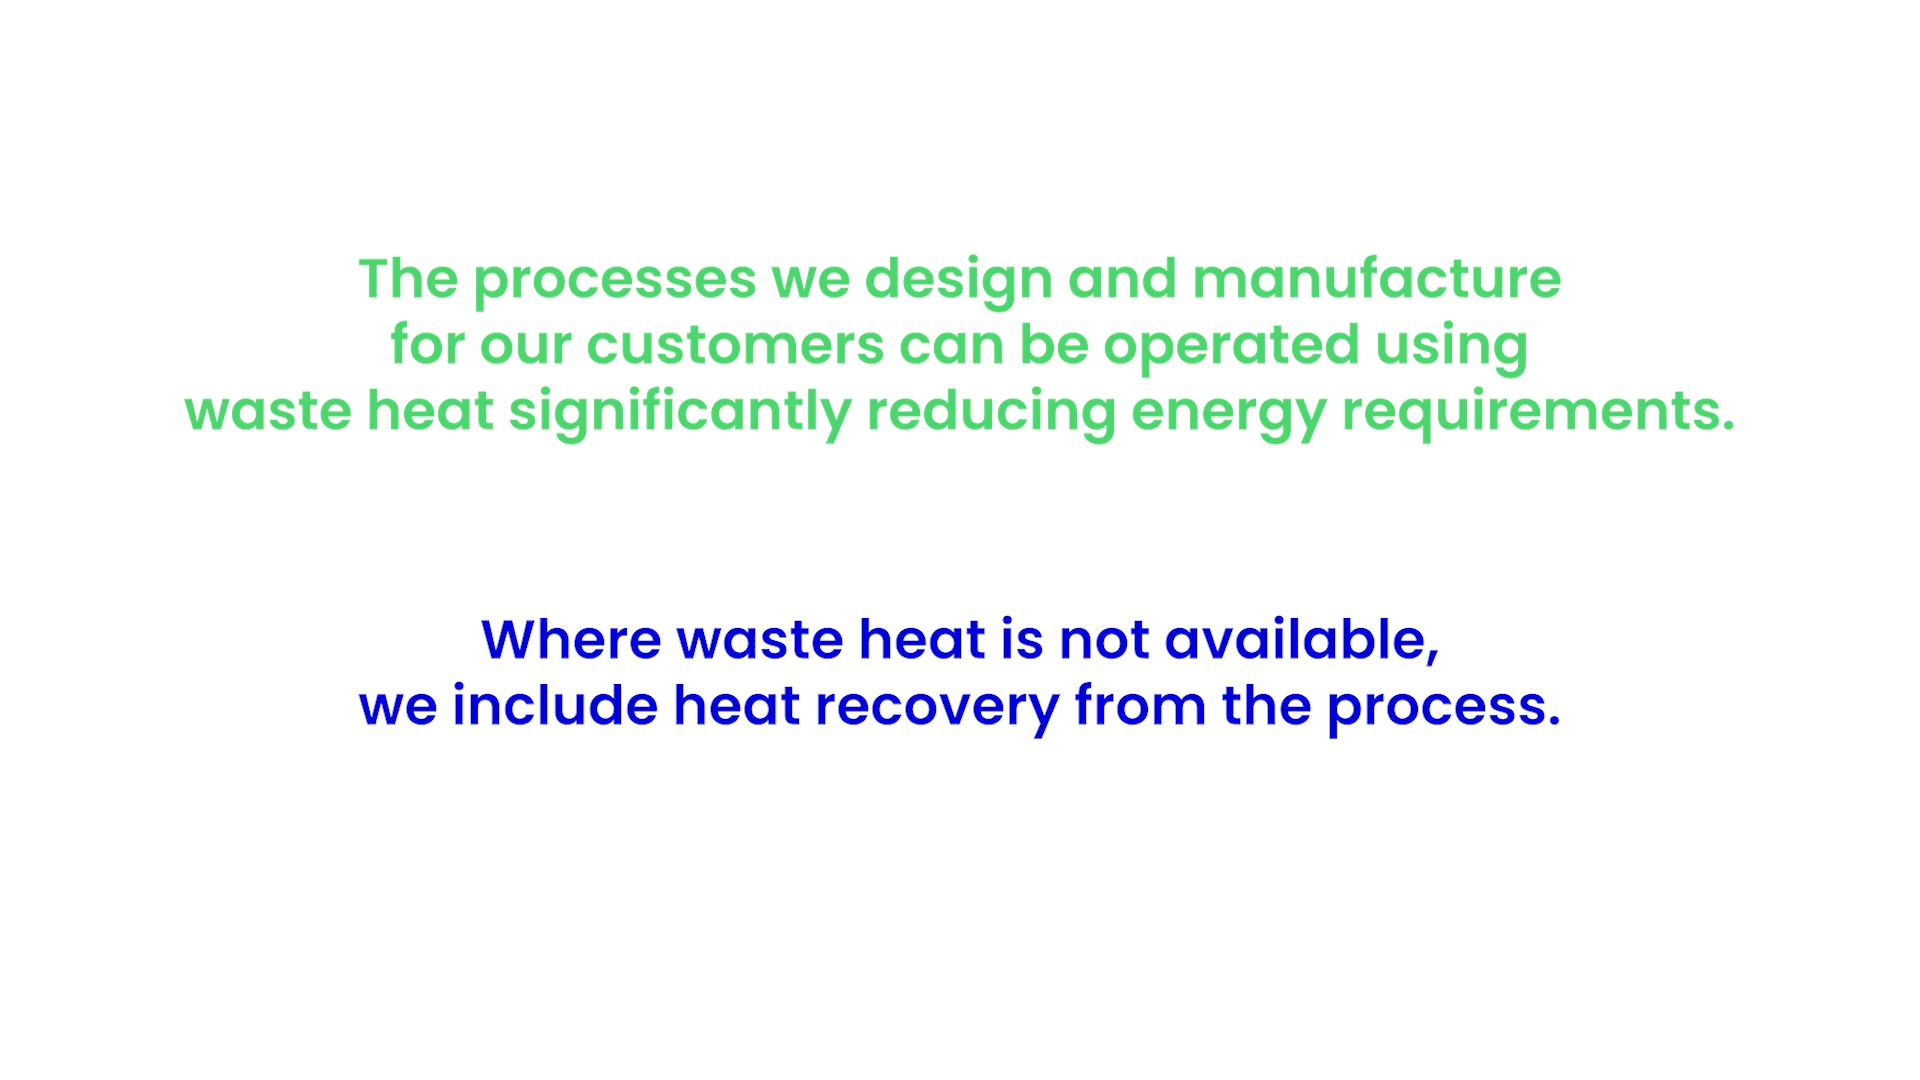 The processes we design and manufacture
for our customers can be operated using
waste heat significantly reducing energy requirements.
Where waste heat is not available,
we include heat recovery from the process.